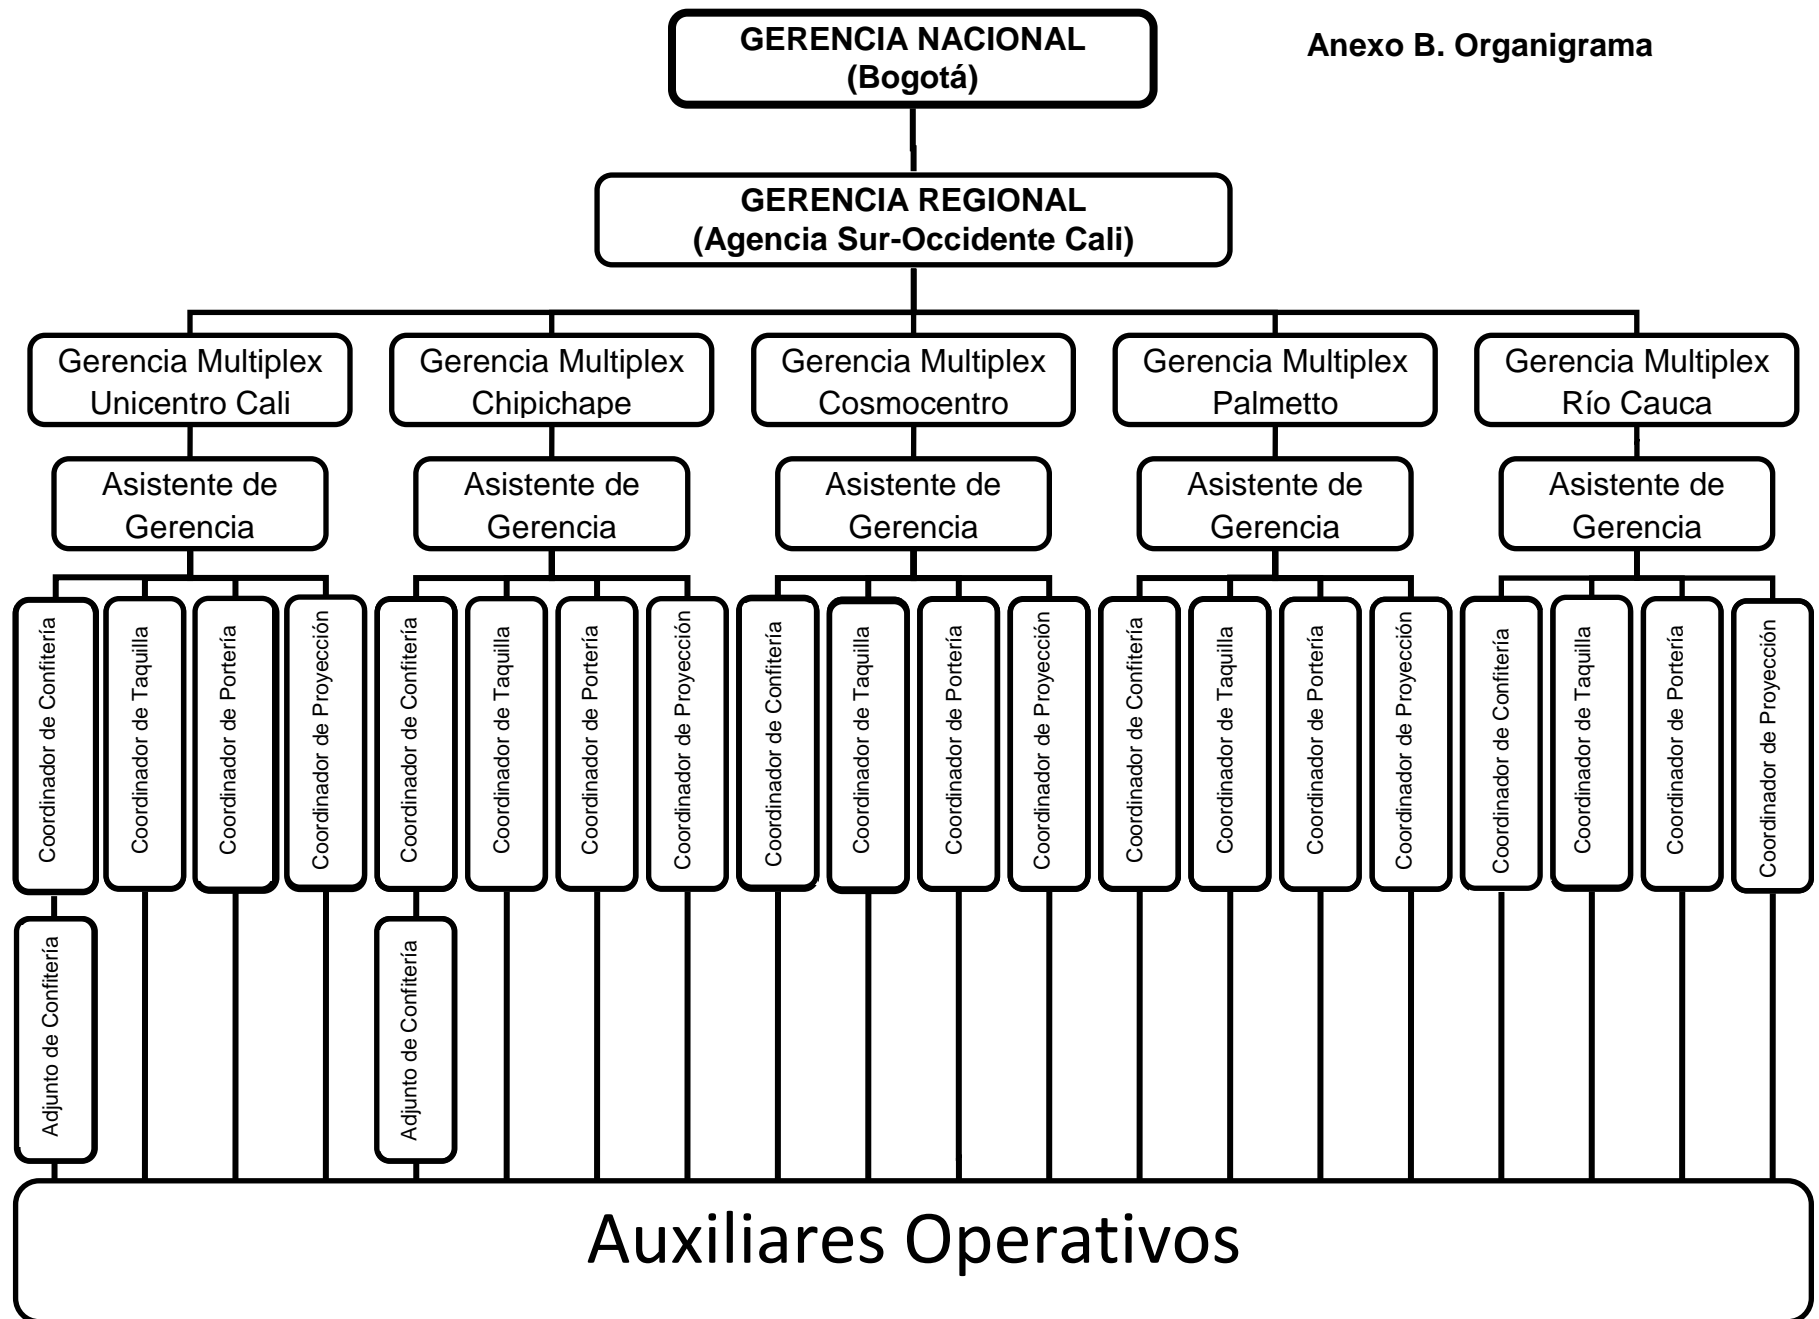 GERENCIA NACIONAL
(Bogotá)
Anexo B. Organigrama
GERENCIA REGIONAL
(Agencia Sur-Occidente Cali)
Gerencia Multiplex
Unicentro Cali
Gerencia Multiplex
Chipichape
Gerencia Multiplex
Cosmocentro
Gerencia Multiplex
Palmetto
Gerencia Multiplex
Río Cauca
Asistente de
Gerencia
Asistente de
Gerencia
Asistente de
Gerencia
Asistente de
Gerencia
Asistente de
Gerencia
Coordinador de Confitería
Coordinador de Taquilla
Coordinador de Portería
Coordinador de Proyección
Coordinador de Confitería
Coordinador de Taquilla
Coordinador de Portería
Coordinador de Proyección
Coordinador de Confitería
Coordinador de Taquilla
Coordinador de Portería
Coordinador de Proyección
Coordinador de Confitería
Coordinador de Taquilla
Coordinador de Portería
Coordinador de Proyección
Coordinador de Confitería
Coordinador de Taquilla
Coordinador de Portería
Coordinador de Proyección
Adjunto de Confitería
Adjunto de Confitería
Auxiliares Operativos